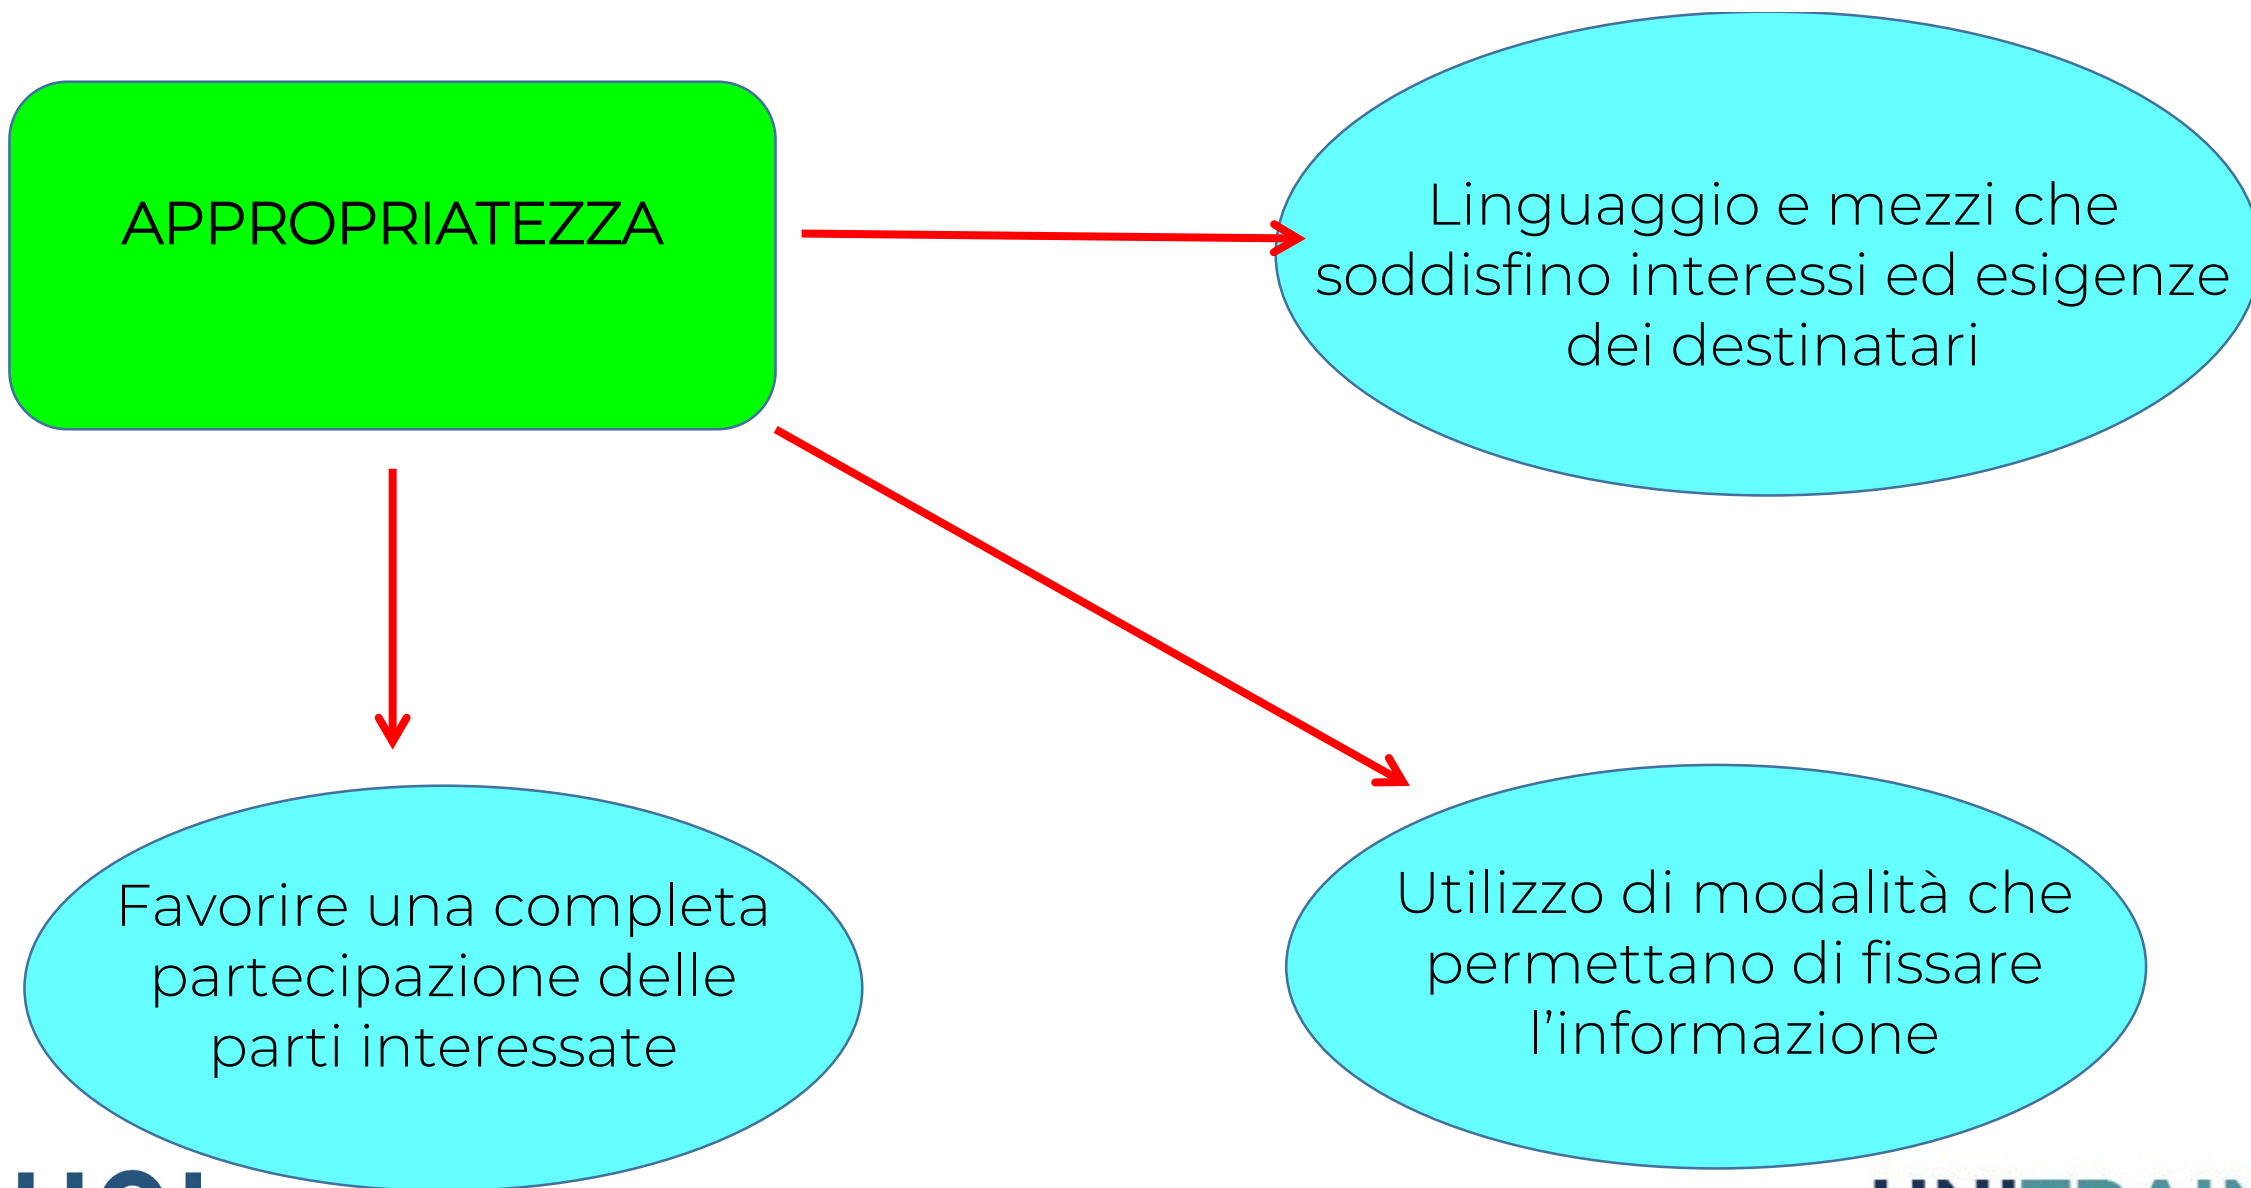 APPROPRIATEZZA
Linguaggio e mezzi che
soddisfino interessi ed esigenze
dei destinatari
Favorire una completa
partecipazione delle
parti interessate
Utilizzo di modalità che
permettano di fissare
l’informazione